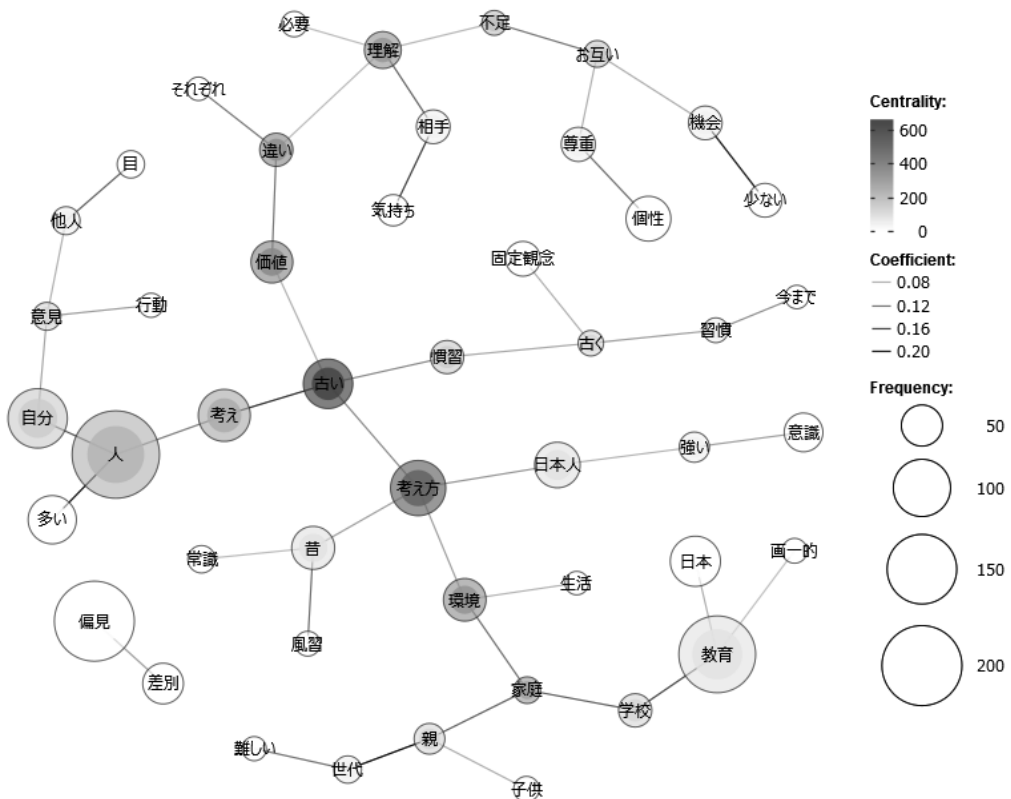 必要
理解
不足
お互い
それぞれ
違い
相手
気持ち
尊重
個性
機会
少ない
目
他人
意見
行動
価値
固定観念
今まで
習慣
古く
慣習
古い
考え
自分
人
多い
考え方
日本人
強い
意識
昔
常識
風習
環境
生活
日本
画一的
教育
偏見
差別
家庭
学校
親
難しい
世代
子供
Centrality:
600
400
200
0
Coefficient:
0.08
0.12
0.16
0.20
Frequency:
50
100
150
200